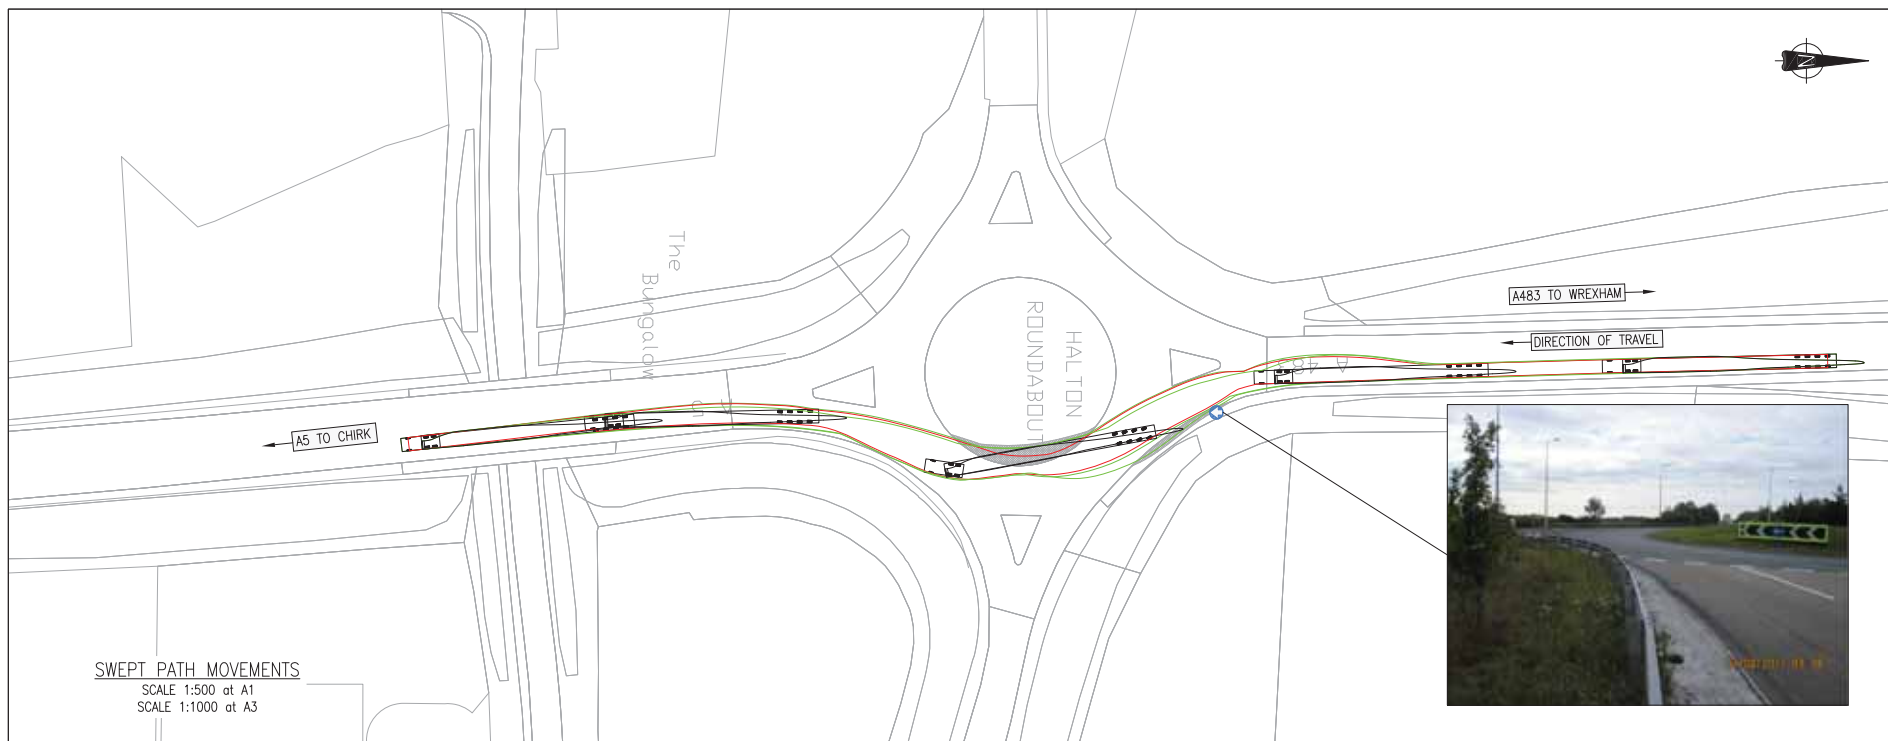 N
A483 TO WREXHAM
DIRECTION OF TRAVEL
The
Bungalow
HALTON
ROUNDABOUT
A 483
A5 TO CHIRK
SWEPT PATH MOVEMENTS
SCALE 1:500 at A1
SCALE 1:1000 at A3